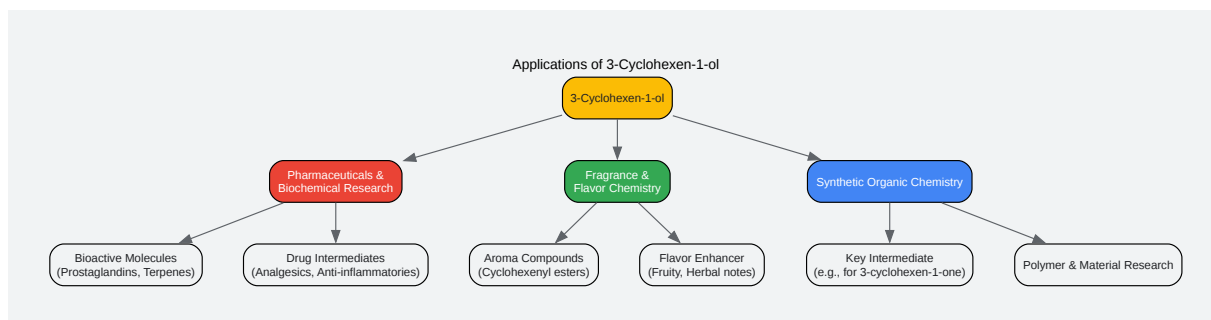 Applications of 3-Cyclohexen-1-ol
3-Cyclohexen-1-ol
Pharmaceuticals &
Biochemical Research
Fragrance &
Flavor Chemistry
Synthetic Organic Chemistry
Bioactive Molecules
(Prostaglandins, Terpenes)
Drug Intermediates
(Analgesics, Anti-inflammatories)
Aroma Compounds
(Cyclohexenyl esters)
Flavor Enhancer
(Fruity, Herbal notes)
Key Intermediate
(e.g., for 3-cyclohexen-1-one)
Polymer & Material Research